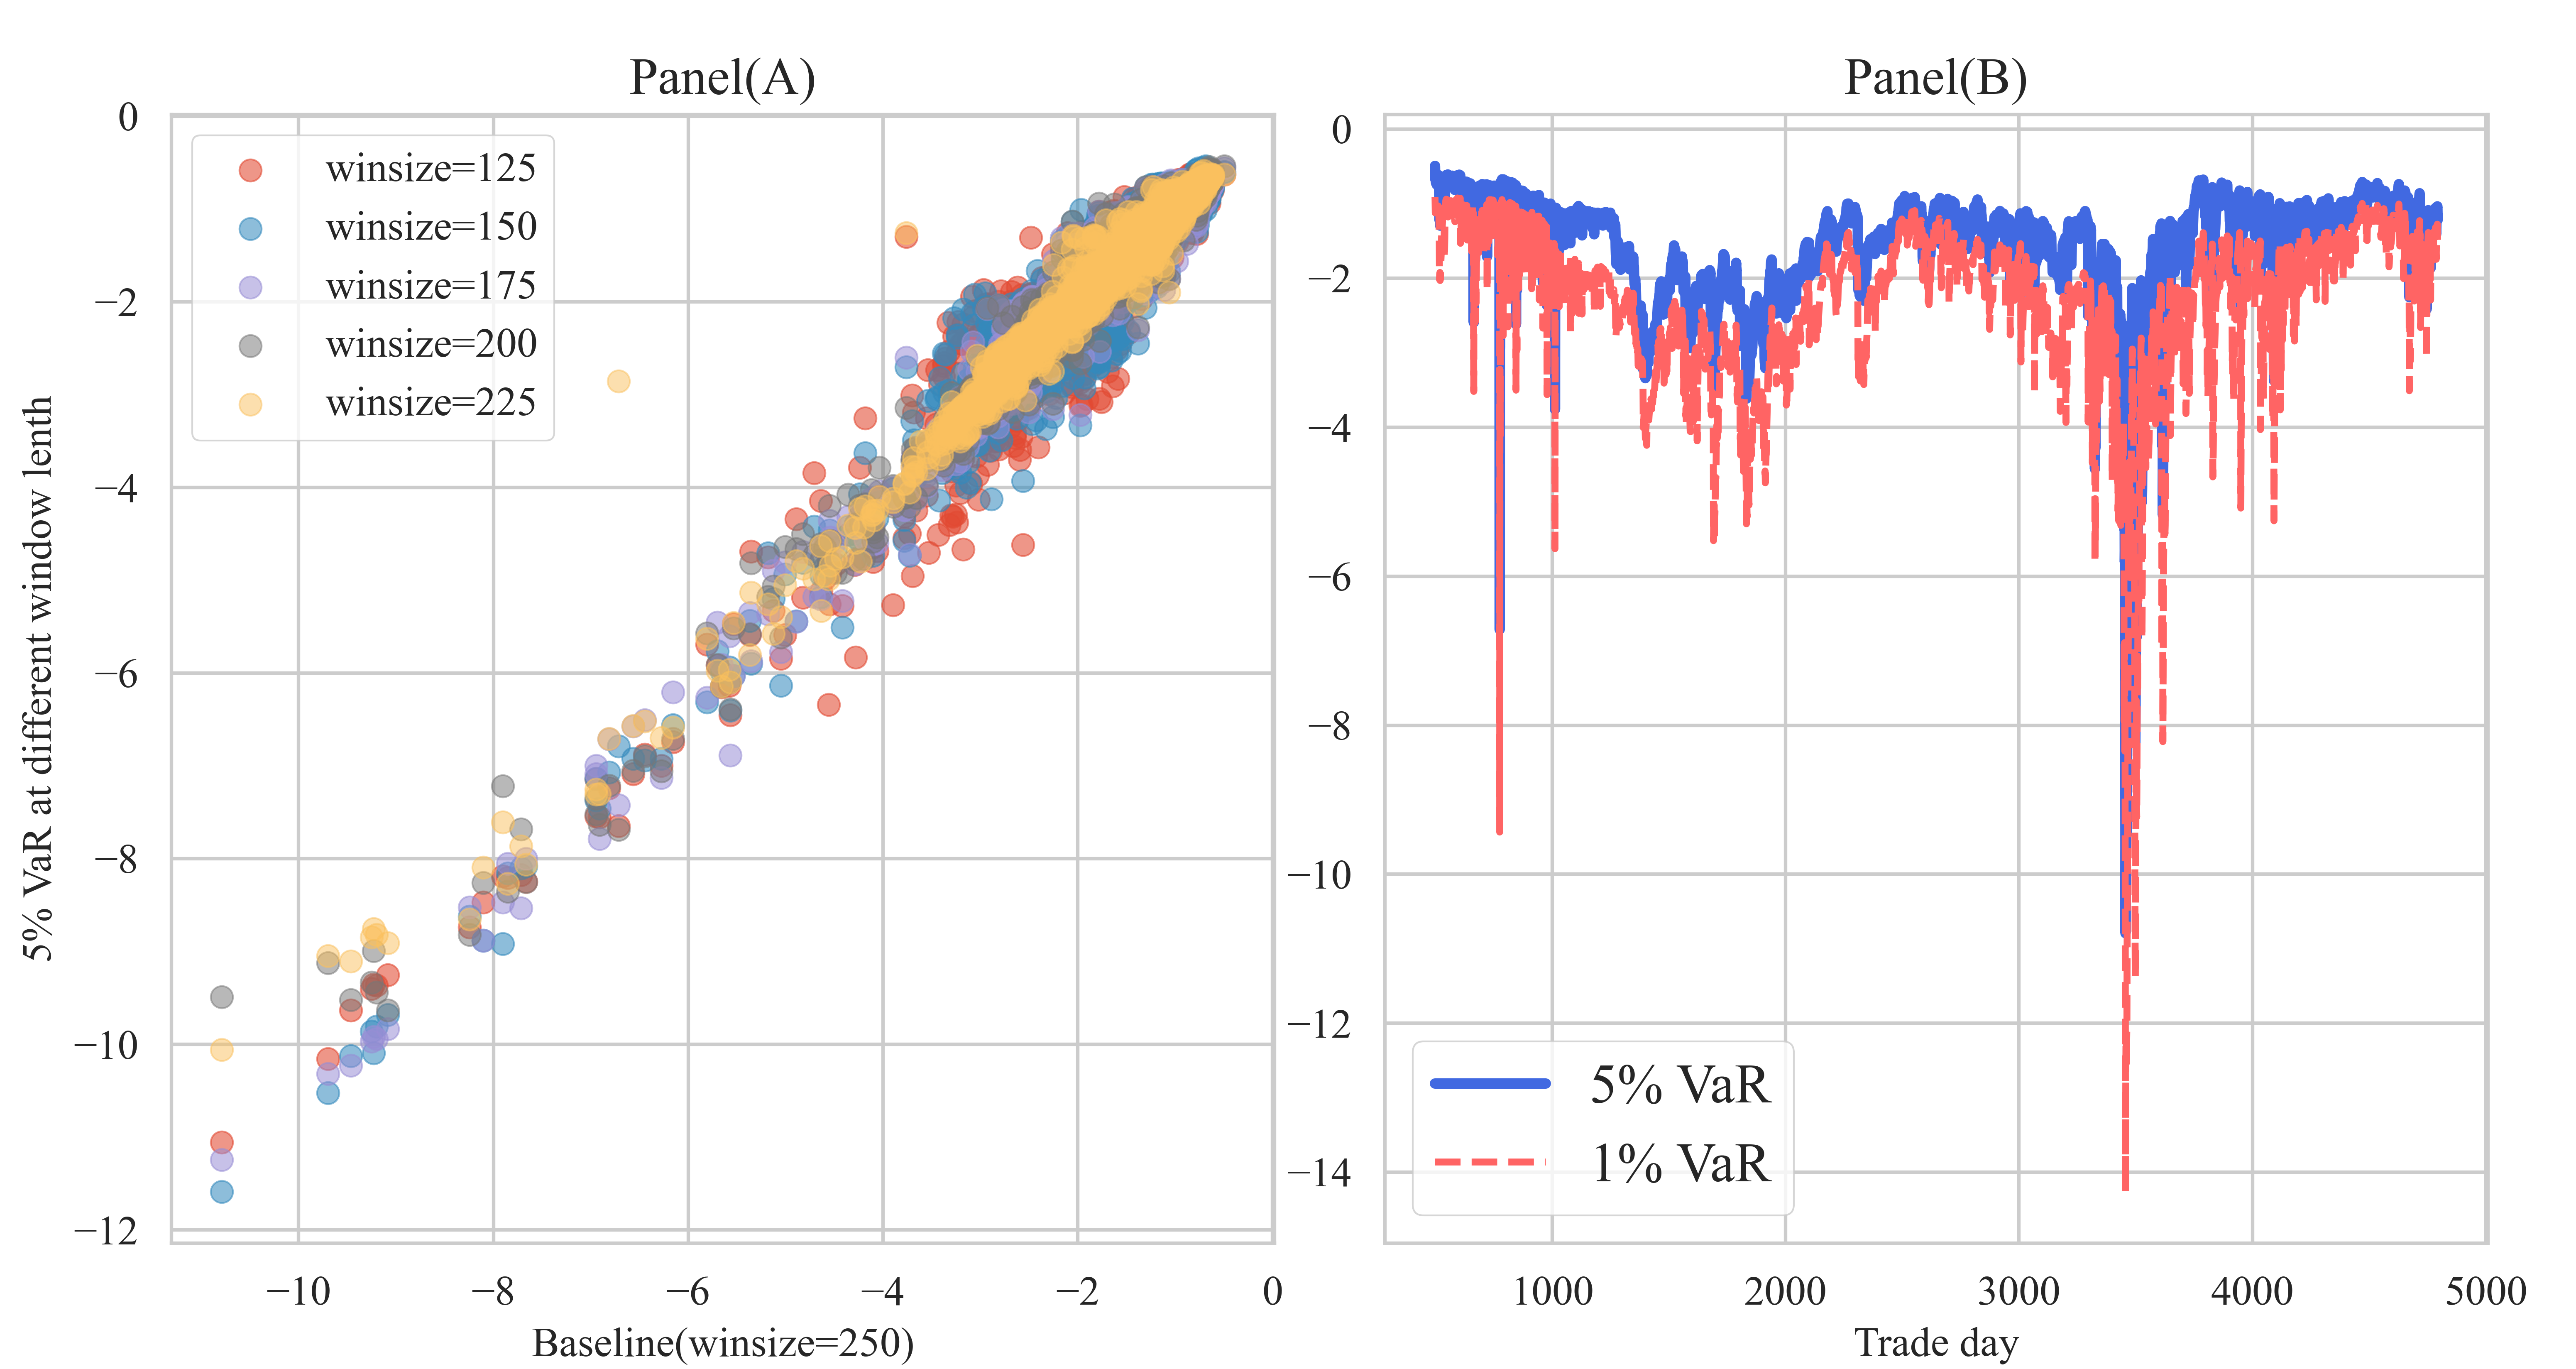 Panel(A)
0
−2
−4
−6
−8
−10
−12
5% VaR at different window lenth
winsize=125
winsize=150
winsize=175
winsize=200
winsize=225
−10 −8 −6 −4 −2 0
Baseline(winsize=250)
Panel(B)
0
−2
−4
−6
−8
−10
−12
−14
5% VaR
1% VaR
1000 2000 3000 4000 5000
Trade day